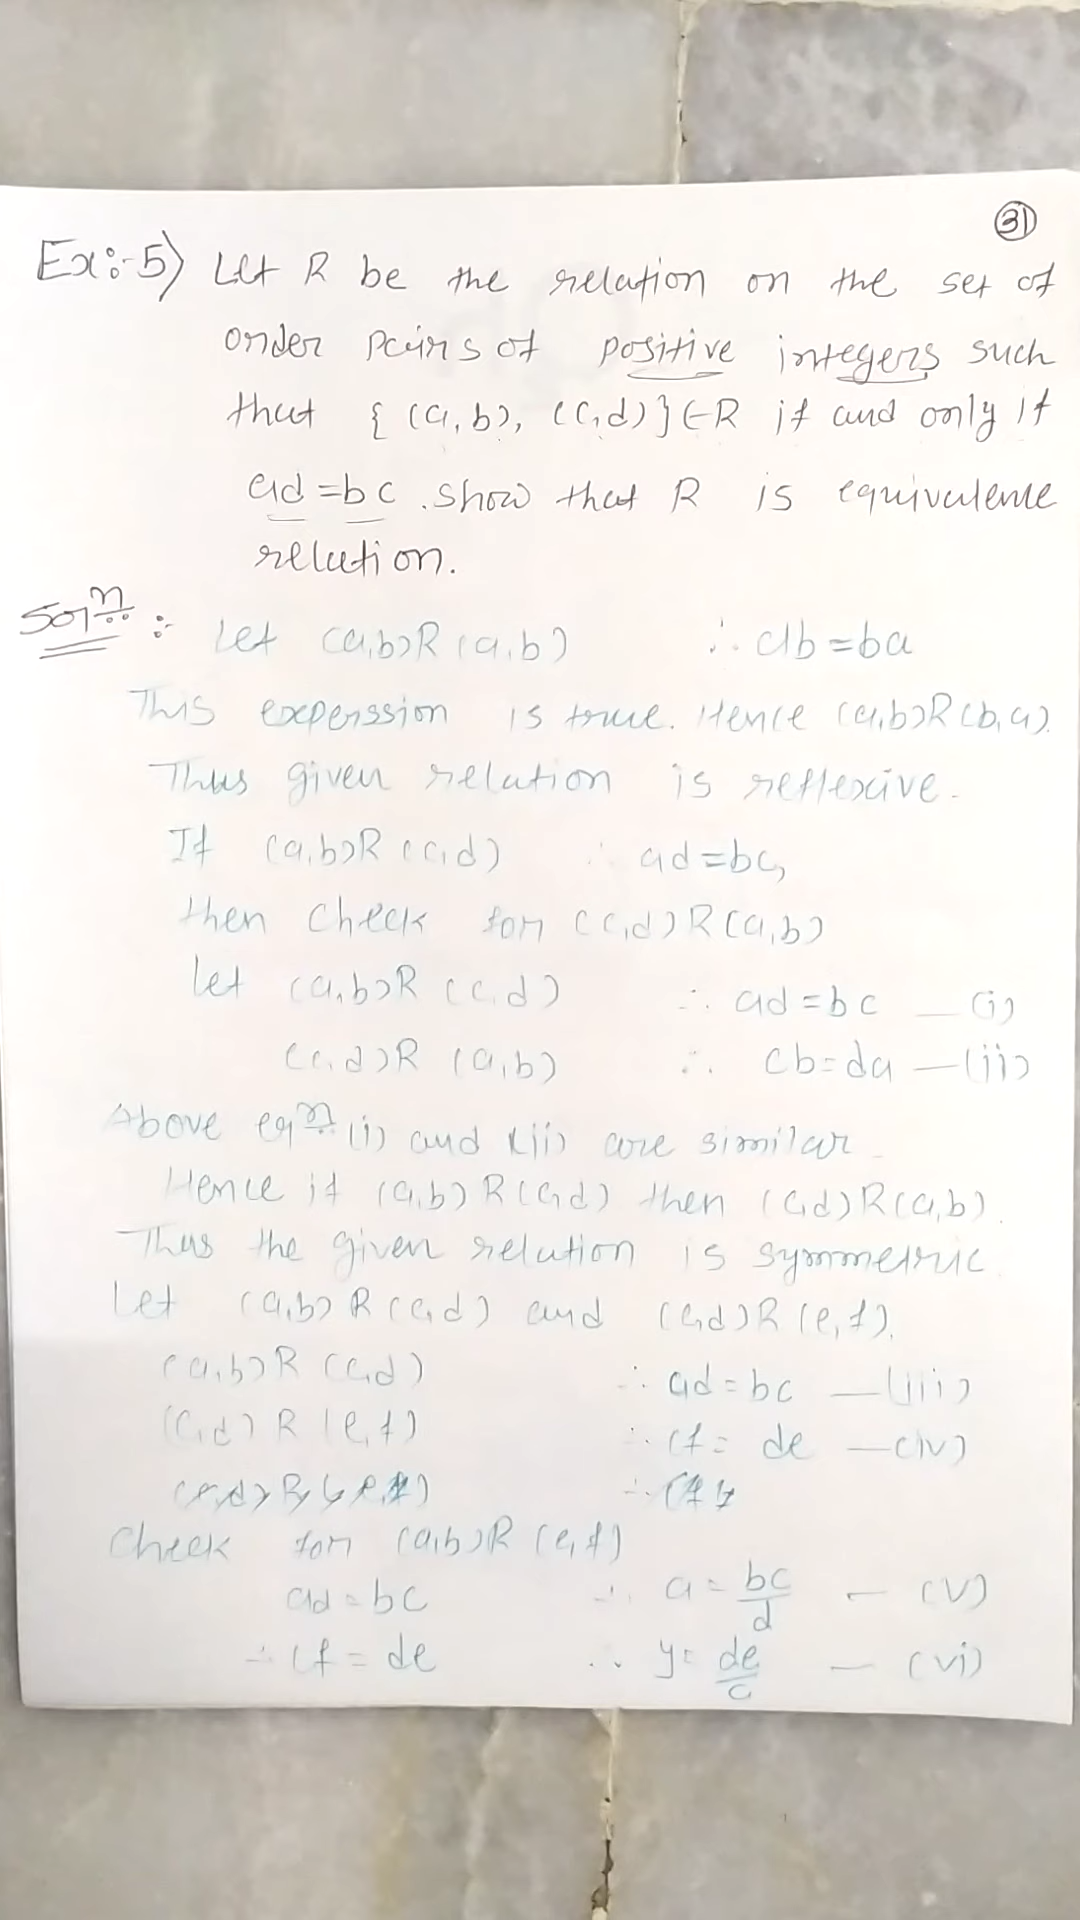 31
Ex:-5) Let R be the relation on the set of
order pairs of positive integers such
that { (a,b), (c,d) } ∈ R if and only if
ad = bc . show that R is equivalence
relation.
Solⁿ :- Let (a,b) R (a,b) ∴ ab = ba
This experssion is true. Hence (a,b) R (b,a).
Thus given relation is reflexive.
If (a,b) R (c,d) ∴ ad = bc,
then check for (c,d) R (a,b)
Let (a,b) R (c,d) ∴ ad = bc — (i)
(c,d) R (a,b) ∴ cb = da — (ii)
Above eqⁿ (i) and (ii) are similar
Hence if (a,b) R (c,d) then (c,d) R (a,b).
Thus the given relation is symmetric.
Let (a,b) R (c,d) and (c,d) R (e,f).
(a,b) R (c,d) ∴ ad = bc — (iii)
(c,d) R (e,f) ∴ cf = de — (iv)
Check for (a,b) R (e,f)
ad = bc ∴ a = bc/d — (v)
∴ cf = de ∴ y = de/c — (vi)